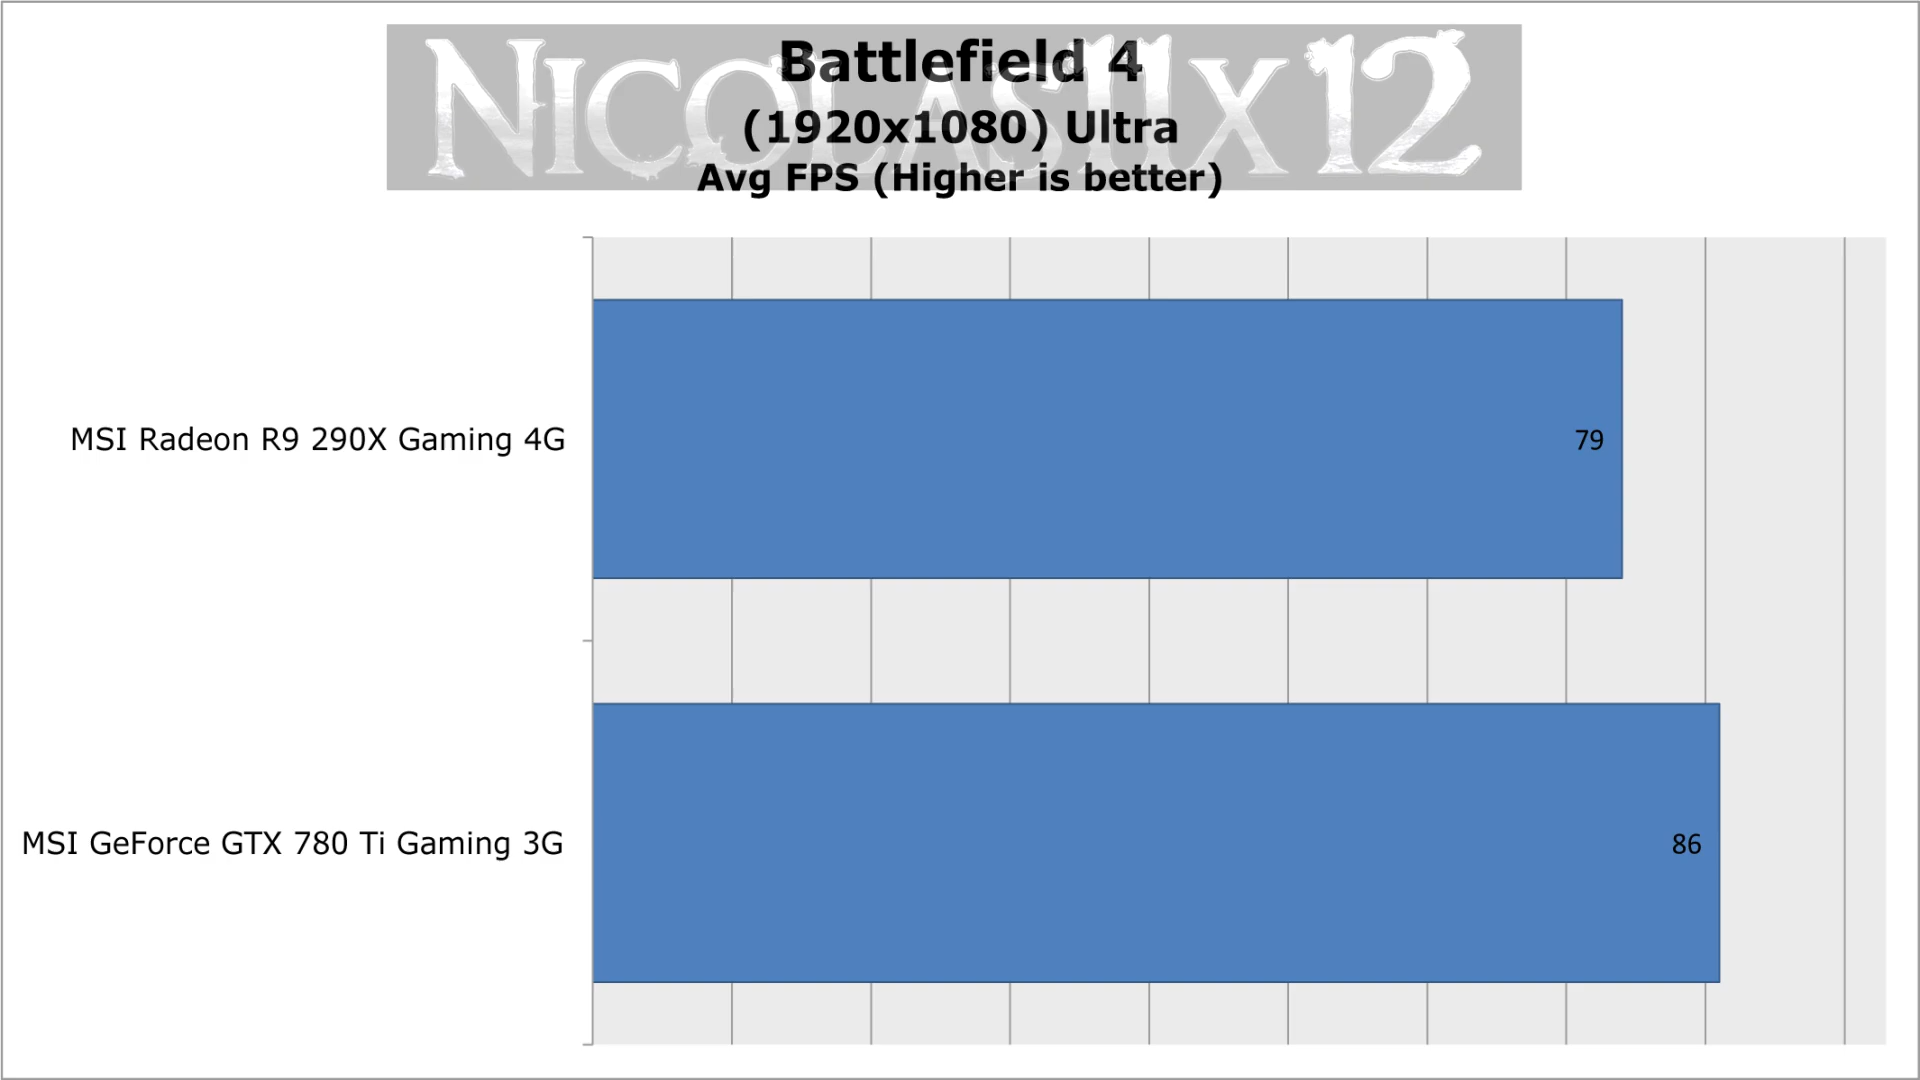 Nicolas11x12
Battlefield 4
(1920x1080) Ultra
Avg FPS (Higher is better)
MSI Radeon R9 290X Gaming 4G
79
MSI GeForce GTX 780 Ti Gaming 3G
86